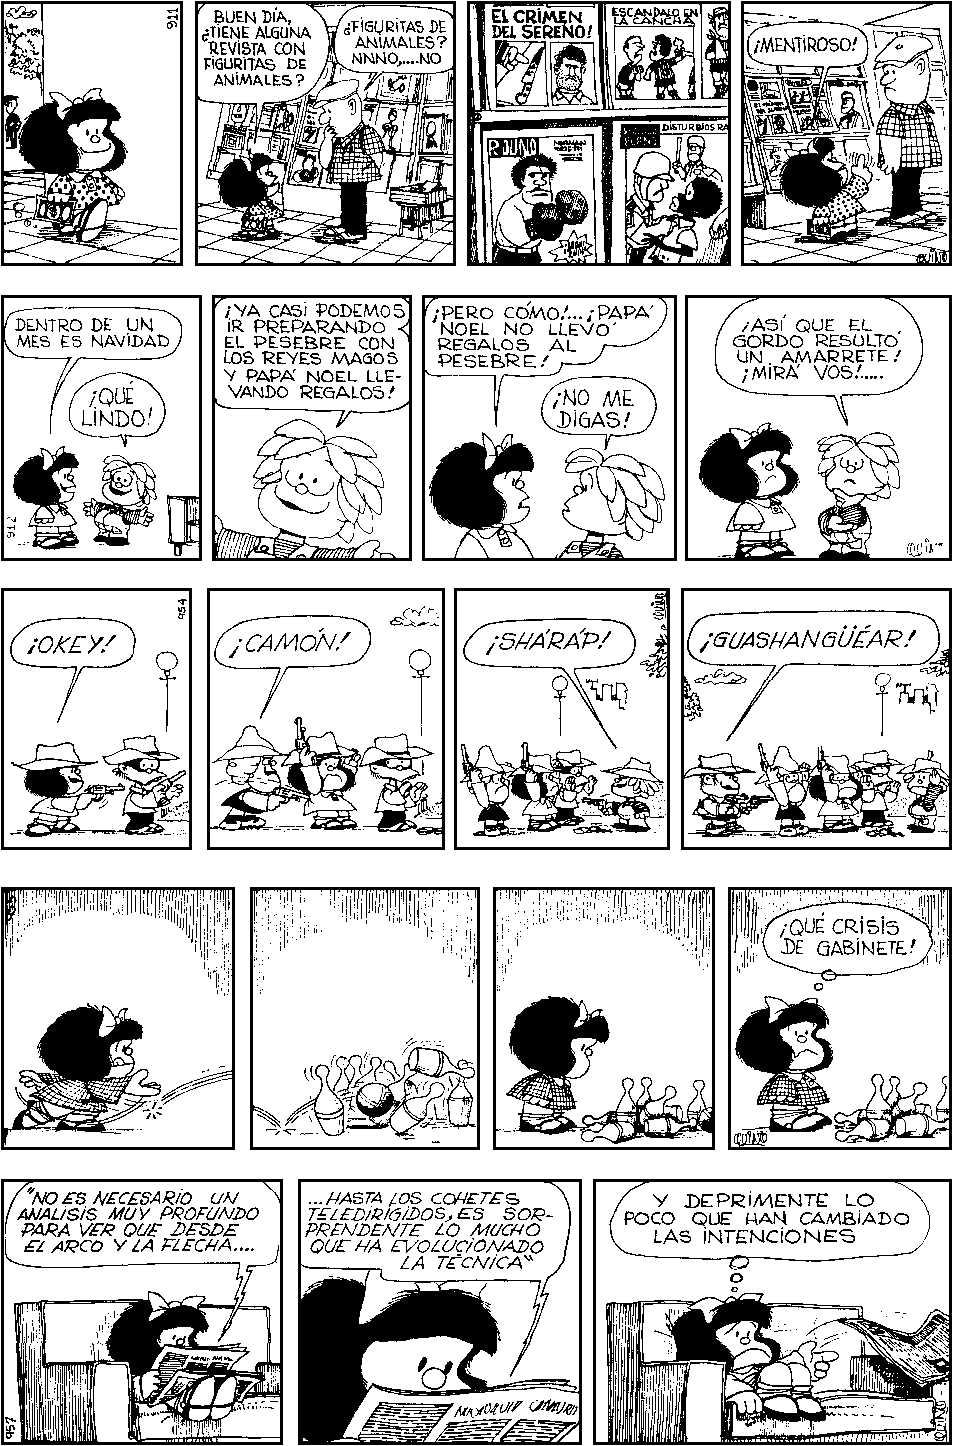 911
BUEN DÍA,
¿TIENE ALGUNA
REVISTA CON
FIGURITAS DE
ANIMALES?
¿FIGURITAS DE
ANIMALES?
NNNO,....NO
EL CRIMEN
DEL SERENO!
ESCANDALO EN
LA CANCHA
DISTURBIOS RA
¡MENTIROSO!
QUINO
912
DENTRO DE UN
MES ES NAVIDAD
¡QUÉ
LINDO!
¡YA CASI PODEMOS
IR PREPARANDO
EL PESEBRE CON
LOS REYES MAGOS
Y PAPÁ NOEL LLE-
VANDO REGALOS!
¡PERO CÓMO!...¡PAPÁ
NOEL NO LLEVÓ
REGALOS AL
PESEBRE!
¡NO ME
DIGAS!
¡ASÍ QUE EL
GORDO RESULTÓ
UN AMARRETE!
¡MIRÁ VOS!.....
QUINO
954
¡OKEY!
¡CAMÓN!
¡SHÁRÁP!
QUINO
¡GUASHANGÜÉAR!
¡QUÉ CRISIS
DE GABINETE!
QUINO
957
"NO ES NECESARIO UN
ANÁLISIS MUY PROFUNDO
PARA VER QUE DESDE
EL ARCO Y LA FLECHA....
...HASTA LOS COHETES
TELEDIRIGIDOS, ES SOR-
PRENDENTE LO MUCHO
QUE HA EVOLUCIONADO
LA TÉCNICA"
Y DEPRIMENTE LO
POCO QUE HAN CAMBIADO
LAS INTENCIONES
QUINO